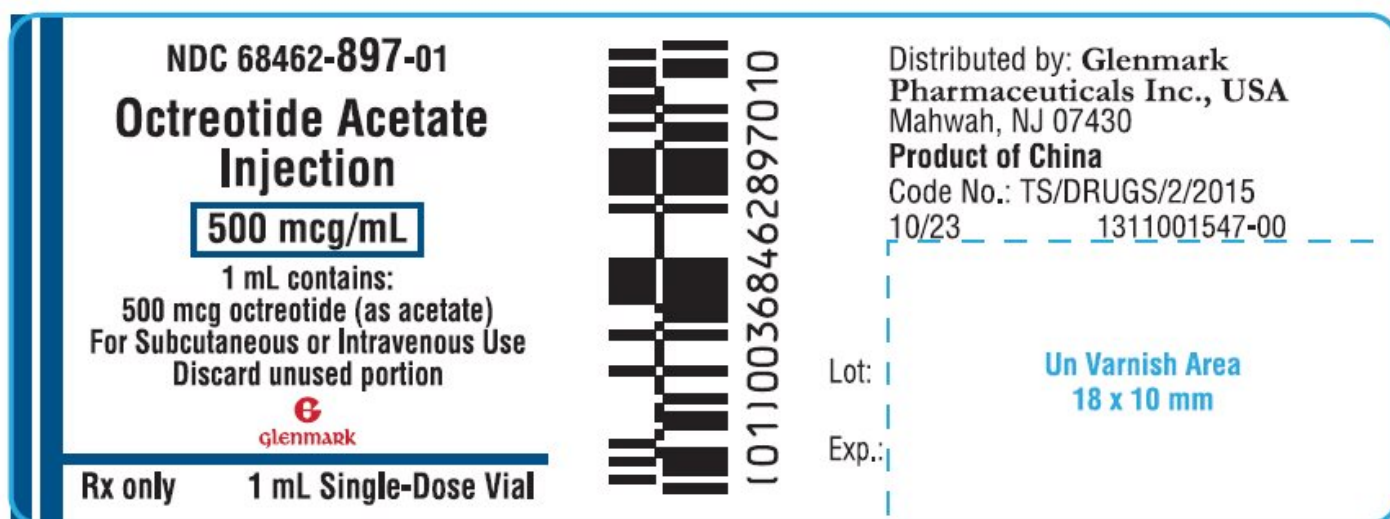 NDC 68462-897-01
Octreotide Acetate
Injection
500 mcg/mL
1 mL contains:
500 mcg octreotide (as acetate)
For Subcutaneous or Intravenous Use
Discard unused portion
G
glenmark
Rx only 1 mL Single-Dose Vial
(01)00368462897010
Distributed by: Glenmark
Pharmaceuticals Inc., USA
Mahwah, NJ 07430
Product of China
Code No.: TS/DRUGS/2/2015
10/23 1311001547-00
Lot:
Exp.:
Un Varnish Area
18 x 10 mm